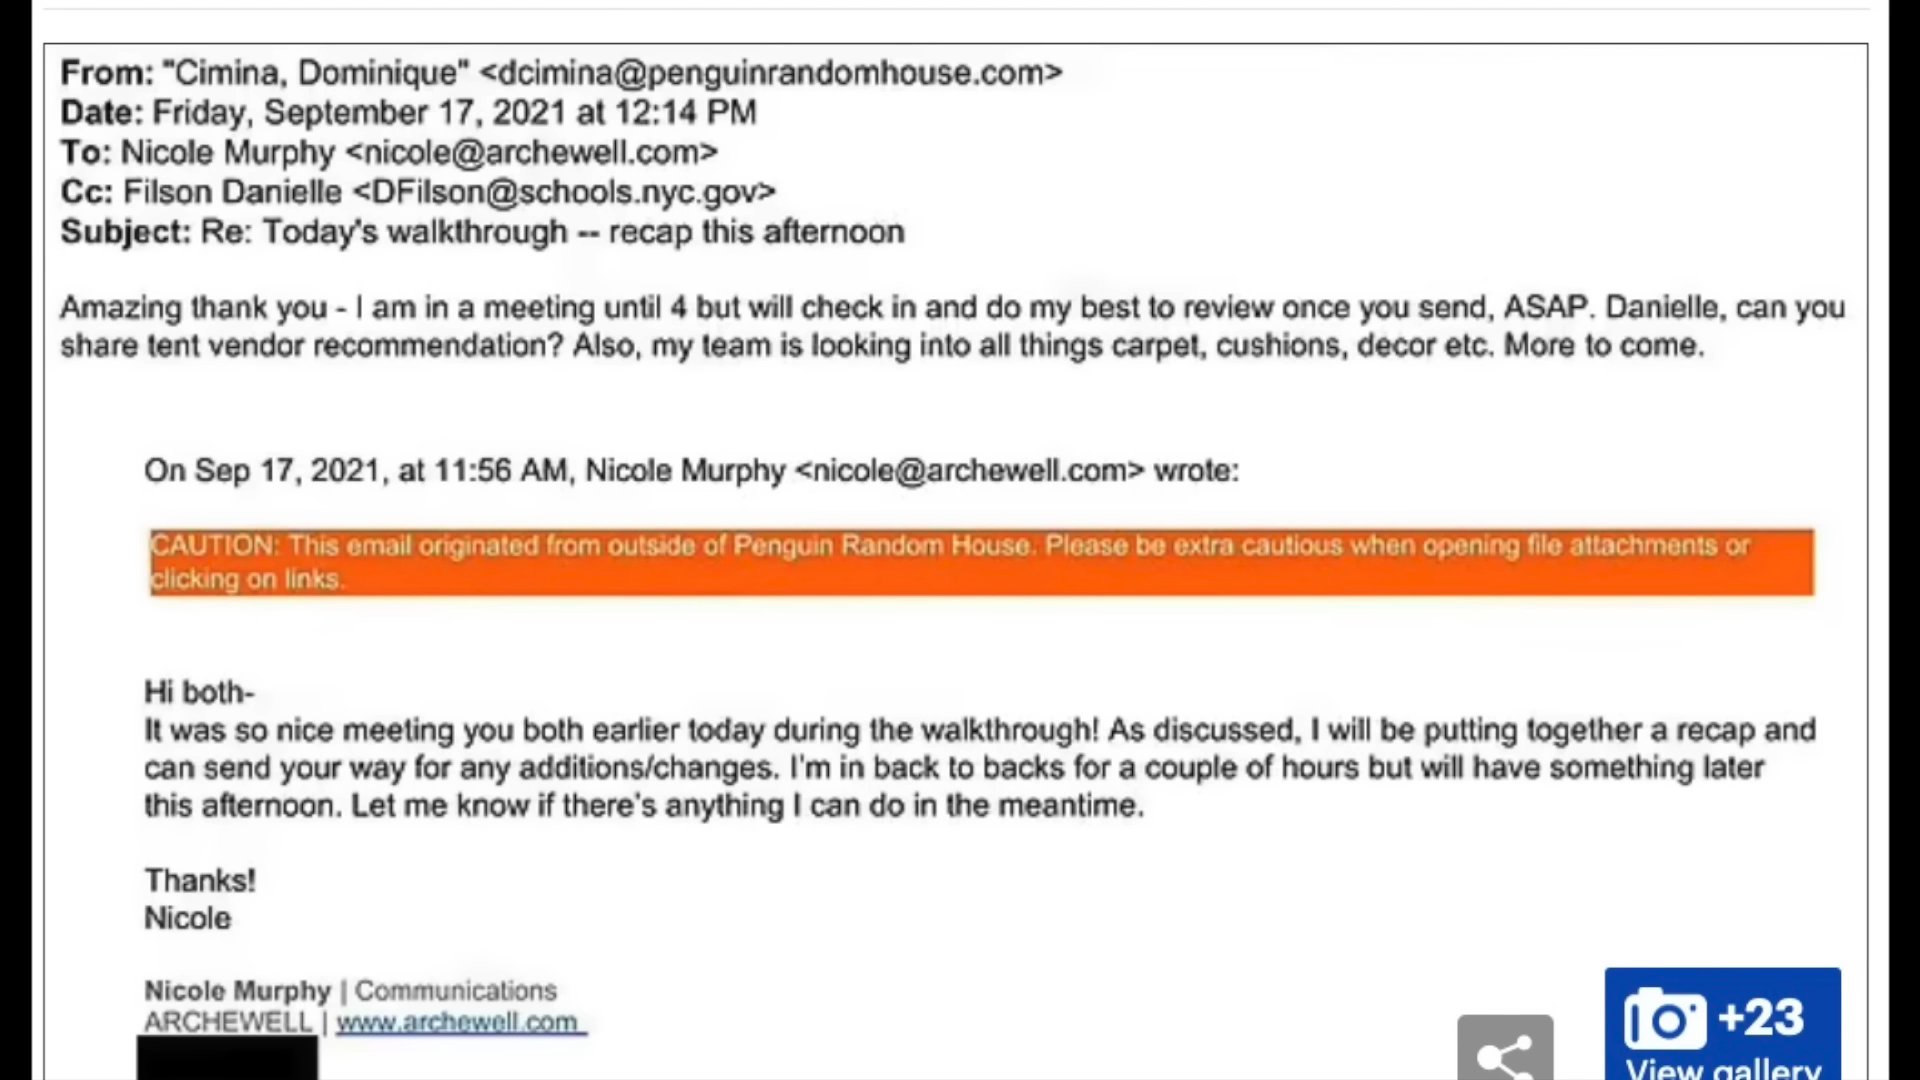 From: "Cimina, Dominique" <dcimina@penguinrandomhouse.com>
Date: Friday, September 17, 2021 at 12:14 PM
To: Nicole Murphy <nicole@archewell.com>
Cc: Filson Danielle <DFilson@schools.nyc.gov>
Subject: Re: Today's walkthrough -- recap this afternoon
Amazing thank you - I am in a meeting until 4 but will check in and do my best to review once you send, ASAP. Danielle, can you
share tent vendor recommendation? Also, my team is looking into all things carpet, cushions, decor etc. More to come.
On Sep 17, 2021, at 11:56 AM, Nicole Murphy <nicole@archewell.com> wrote:
CAUTION: This email originated from outside of Penguin Random House. Please be extra cautious when opening file attachments or
clicking on links.
Hi both-
It was so nice meeting you both earlier today during the walkthrough! As discussed, I will be putting together a recap and
can send your way for any additions/changes. I'm in back to backs for a couple of hours but will have something later
this afternoon. Let me know if there's anything I can do in the meantime.
Thanks!
Nicole
Nicole Murphy | Communications
ARCHEWELL | www.archewell.com
+23
View gallery